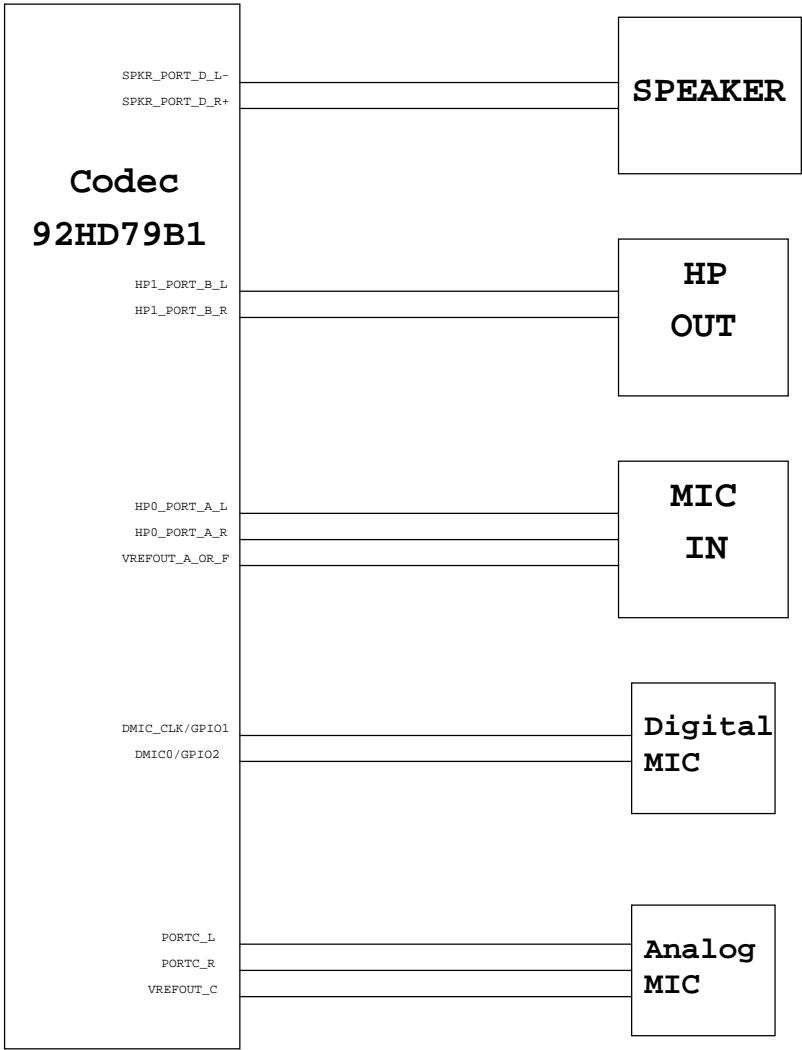 SPKR_PORT_D_L-
SPKR_PORT_D_R+
SPEAKER
Codec
92HD79B1
HP1_PORT_B_L
HP1_PORT_B_R
HP
OUT
HP0_PORT_A_L
HP0_PORT_A_R
VREFOUT_A_OR_F
MIC
IN
DMIC_CLK/GPIO1
DMIC0/GPIO2
Digital
MIC
PORTC_L
PORTC_R
VREFOUT_C
Analog
MIC